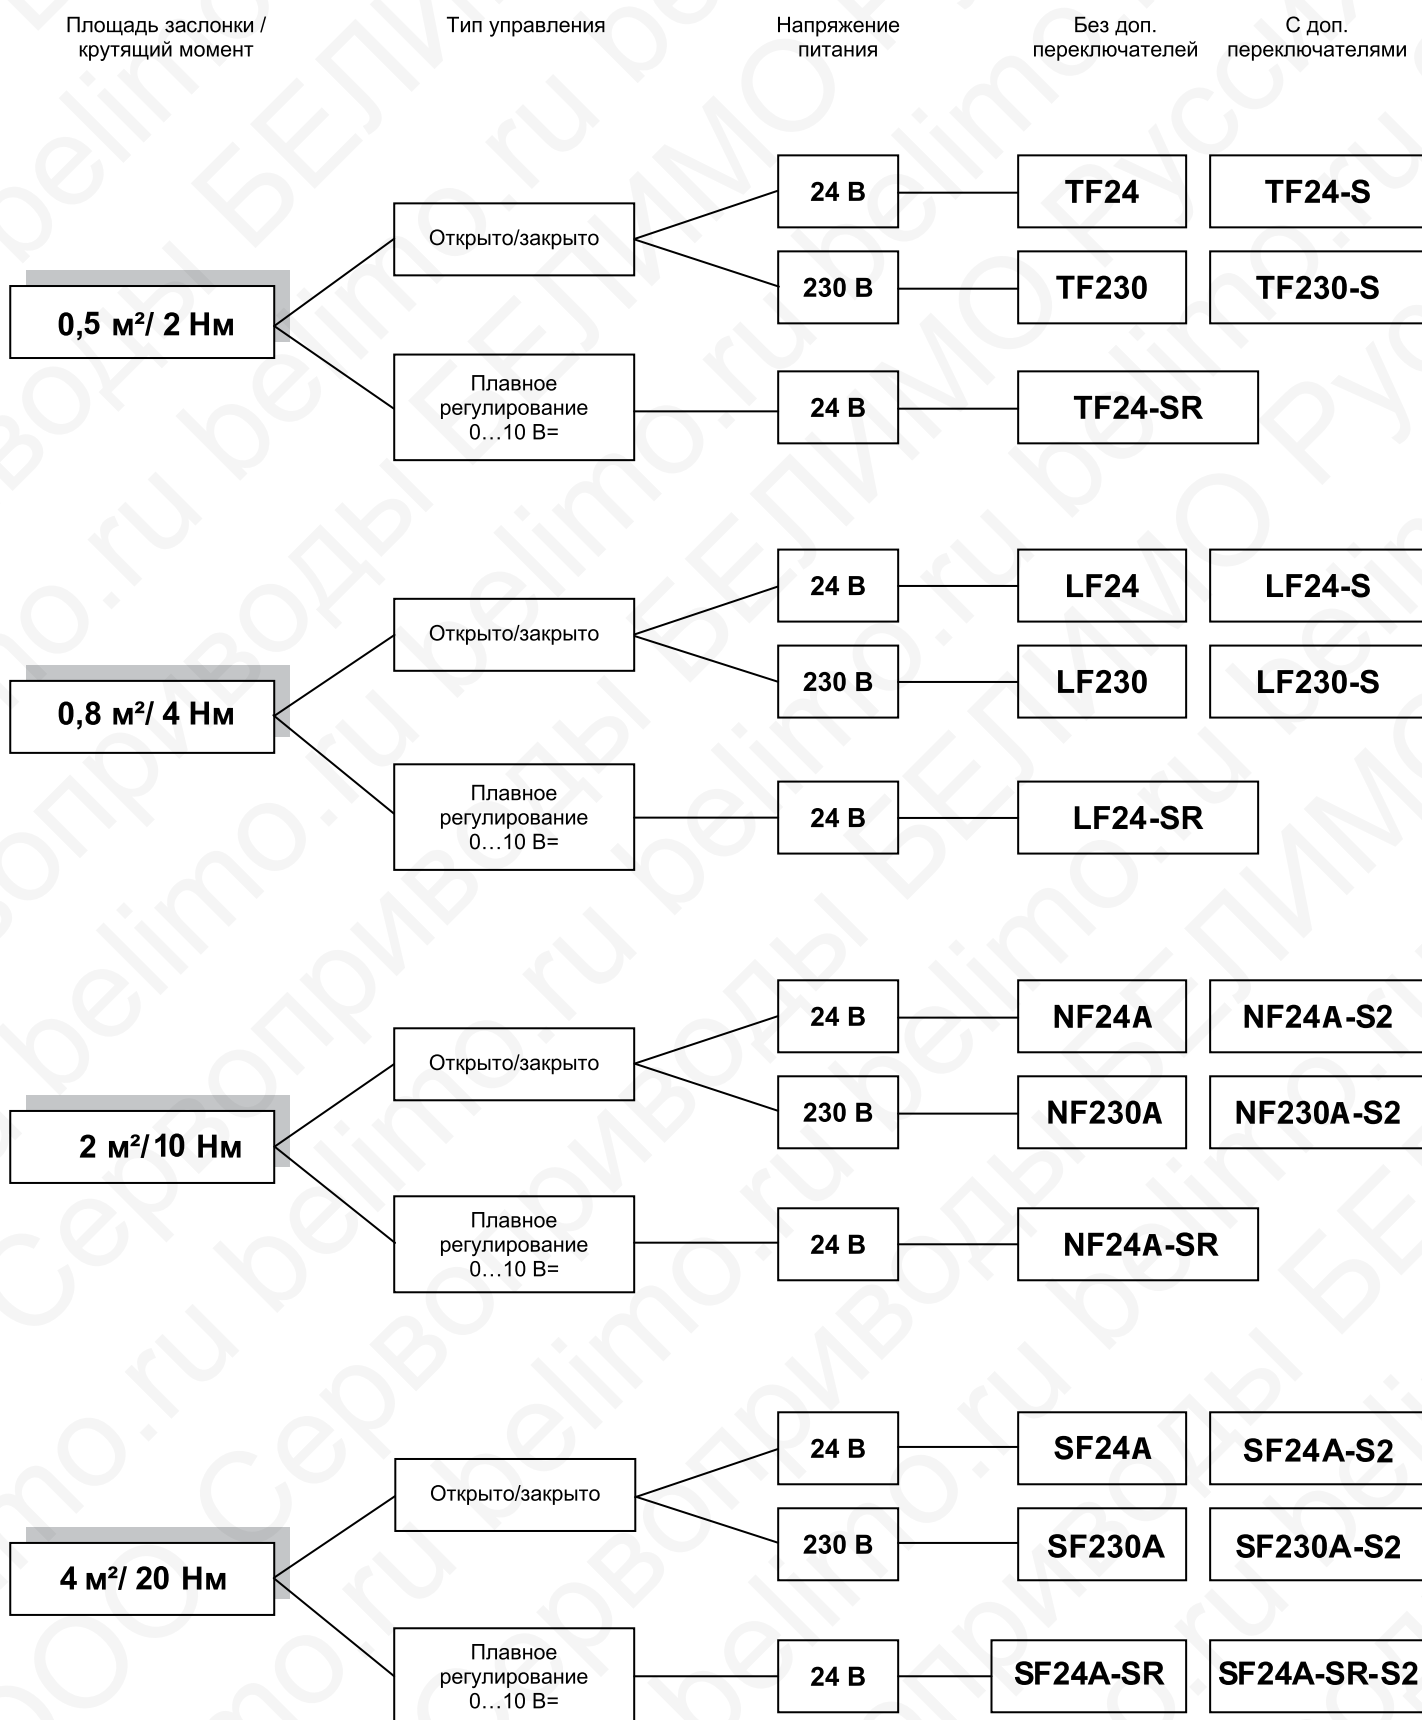 Площадь заслонки /
крутящий момент
Тип управления
Напряжение
питания
Без доп.
переключателей
С доп.
переключателями
24 В
TF24
TF24-S
Открыто/закрыто
230 В
TF230
TF230-S
0,5 м²/ 2 Нм
Плавное
регулирование
0...10 В=
24 В
TF24-SR
24 В
LF24
LF24-S
Открыто/закрыто
230 В
LF230
LF230-S
0,8 м²/ 4 Нм
Плавное
регулирование
0...10 В=
24 В
LF24-SR
24 В
NF24A
NF24A-S2
Открыто/закрыто
230 В
NF230A
NF230A-S2
2 м²/10 Нм
Плавное
регулирование
0...10 В=
24 В
NF24A-SR
24 В
SF24A
SF24A-S2
Открыто/закрыто
230 В
SF230A
SF230A-S2
4 м²/ 20 Нм
Плавное
регулирование
0...10 В=
24 В
SF24A-SR
SF24A-SR-S2